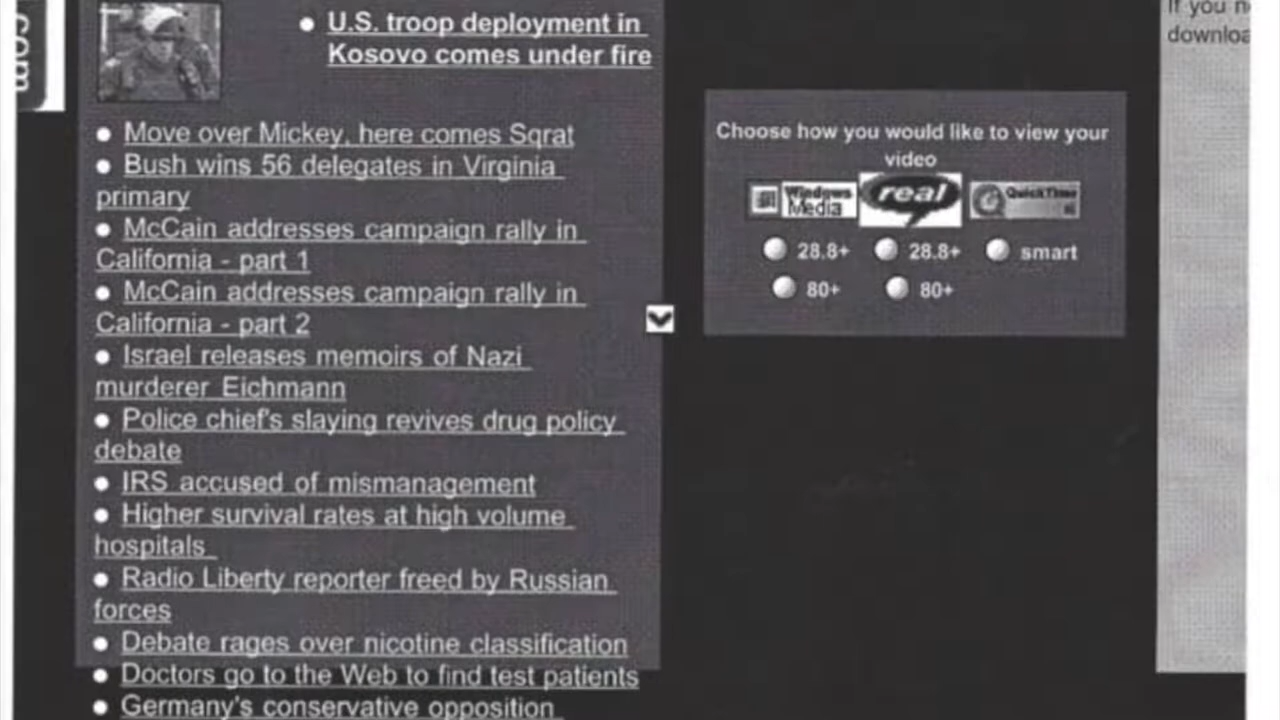 com
U.S. troop deployment in
Kosovo comes under fire
Move over Mickey, here comes Sqrat
Bush wins 56 delegates in Virginia
primary
McCain addresses campaign rally in
California - part 1
McCain addresses campaign rally in
California - part 2
Israel releases memoirs of Nazi
murderer Eichmann
Police chief's slaying revives drug policy
debate
IRS accused of mismanagement
Higher survival rates at high volume
hospitals
Radio Liberty reporter freed by Russian
forces
Debate rages over nicotine classification
Doctors go to the Web to find test patients
Germany's conservative opposition
Choose how you would like to view your
video
Windows Media
real
QuickTime
28.8+ 28.8+ smart
80+ 80+
If you
downloa